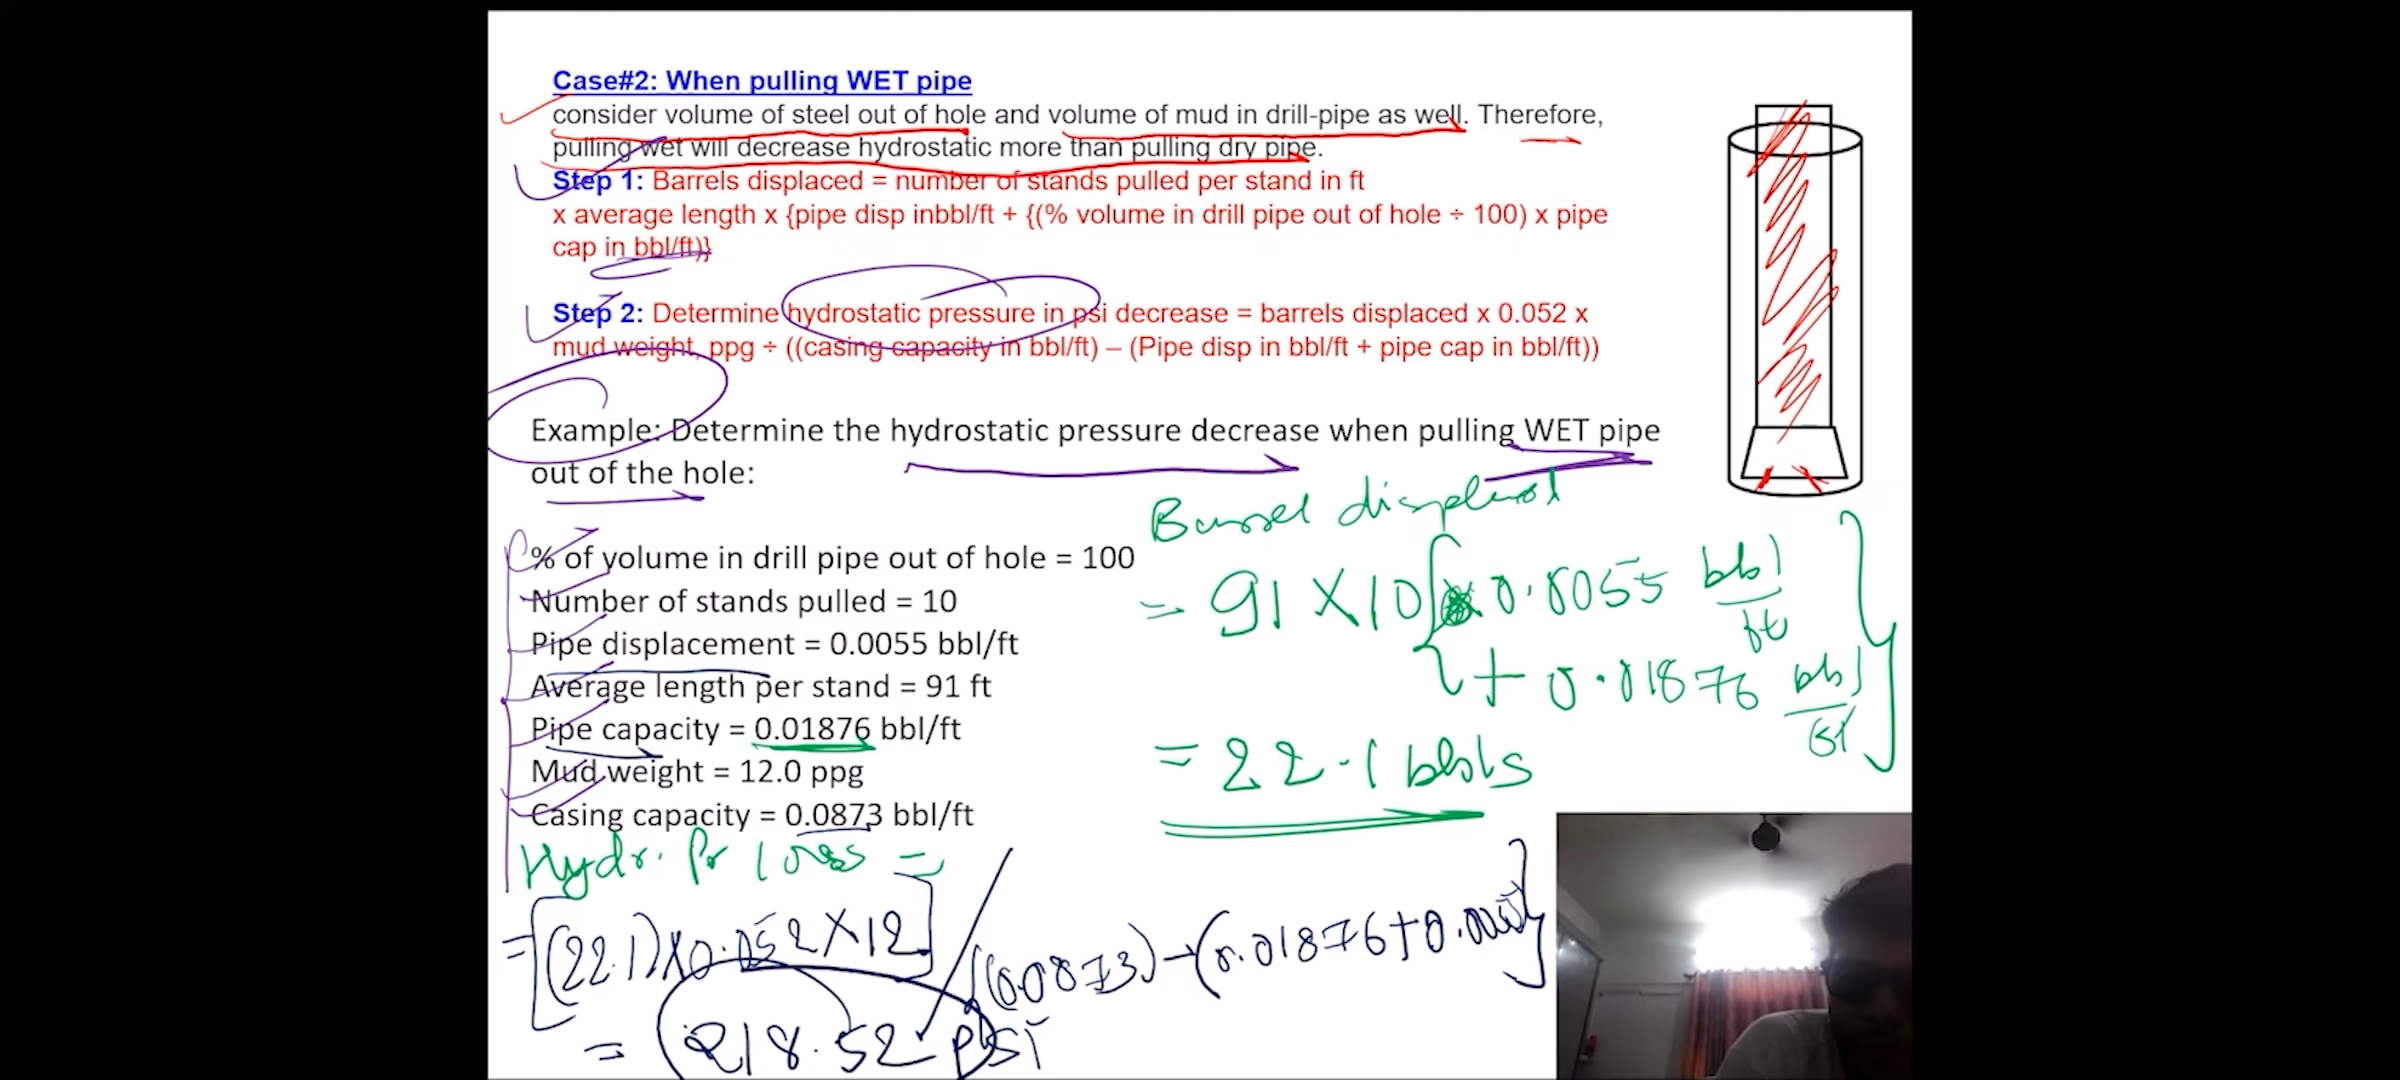 Case#2: When pulling WET pipe
consider volume of steel out of hole and volume of mud in drill-pipe as well. Therefore,
pulling wet will decrease hydrostatic more than pulling dry pipe.
Step 1: Barrels displaced = number of stands pulled per stand in ft
x average length x {pipe disp inbbl/ft + {(% volume in drill pipe out of hole ÷ 100) x pipe
cap in bbl/ft)}
Step 2: Determine hydrostatic pressure in psi decrease = barrels displaced x 0.052 x
mud weight, ppg ÷ ((casing capacity in bbl/ft) – (Pipe disp in bbl/ft + pipe cap in bbl/ft))
Example: Determine the hydrostatic pressure decrease when pulling WET pipe
out of the hole:
% of volume in drill pipe out of hole = 100
Number of stands pulled = 10
Pipe displacement = 0.0055 bbl/ft
Average length per stand = 91 ft
Pipe capacity = 0.01876 bbl/ft
Mud weight = 12.0 ppg
Casing capacity = 0.0873 bbl/ft
Barrel
= 91 X 10 { 0.0055 bbl/ft
+ 0.01876 bbl/ft }
= 22.1 bbls
Hydr. Pr loss =
= [(22.1) X 0.052 X 12] / {(0.0873) - (0.01876 + }
= 218.52 psi